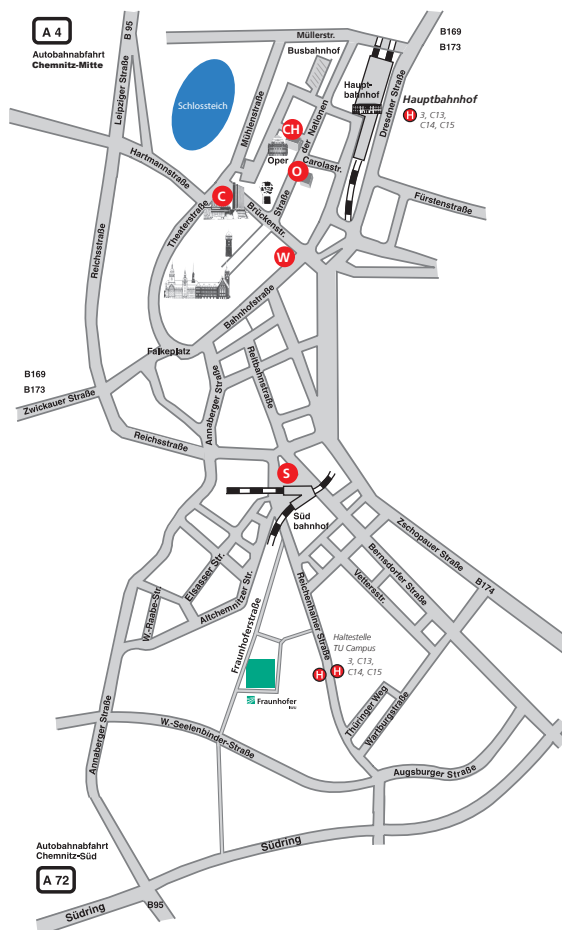 A 4
Autobahnabfahrt
Chemnitz-Mitte
B 95
Müllerstr.
B169
B173
Busbahnhof
Leipziger Straße
Schlossteich
Mühlenstraße
Haupt-
bahnhof
Dresdner Straße
Hauptbahnhof
H 3, C13,
C14, C15
CH
der Nationen
Oper
Carolastr.
O
Hartmannstraße
C
Straße
Fürstenstraße
Theaterstraße
Brückenstr.
Reichsstraße
W
Bahnhofstraße
Falkeplatz
B169
B173
Reitbahnstraße
Annaberger Straße
Zwickauer Straße
Reichsstraße
S
Süd
bahnhof
Zschopauer Straße
Bernsdorfer Straße
B174
Elsasser Str.
Vettersstr.
W.-Raabe-Str.
Altchemnitzer Str.
Reichenhainer Straße
Fraunhoferstraße
Haltestelle
TU Campus
H H 3, C13,
C14, C15
Fraunhofer
IWU
Thüringer Weg
Wartburgstraße
Annaberger Straße
W.-Seelenbinder-Straße
Augsburger Straße
Autobahnabfahrt
Chemnitz-Süd
A 72
Südring
Südring
B95